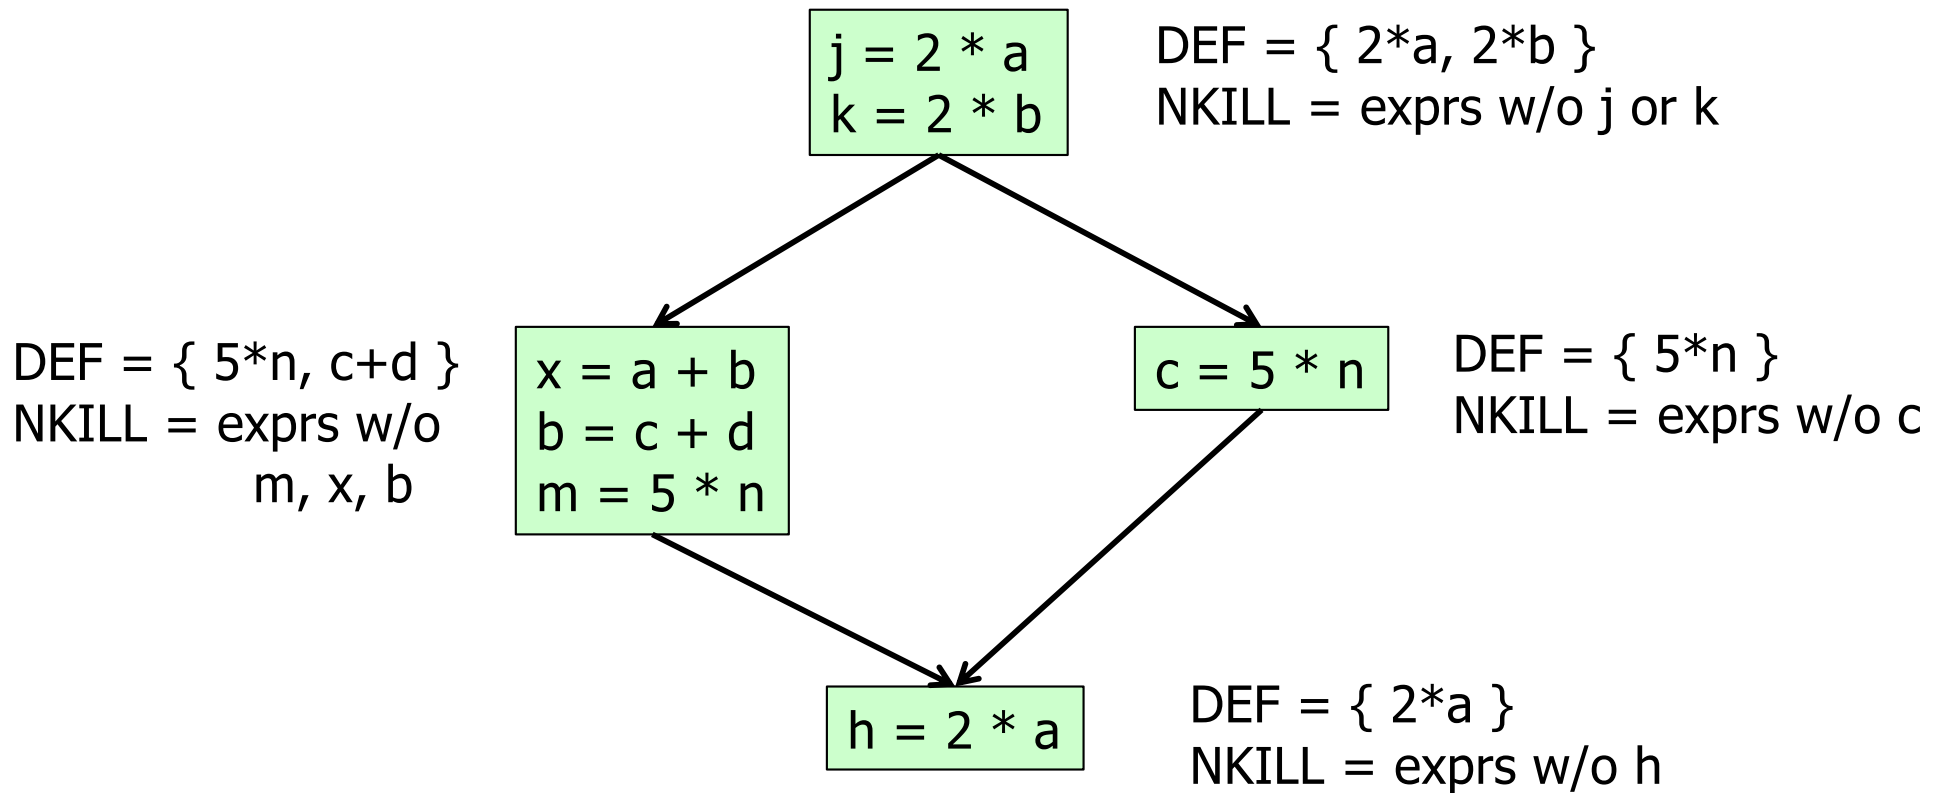 j = 2 * a
k = 2 * b
DEF = { 2*a, 2*b }
NKILL = exprs w/o j or k
DEF = { 5*n, c+d }
NKILL = exprs w/o
m, x, b
x = a + b
b = c + d
m = 5 * n
c = 5 * n
DEF = { 5*n }
NKILL = exprs w/o c
h = 2 * a
DEF = { 2*a }
NKILL = exprs w/o h